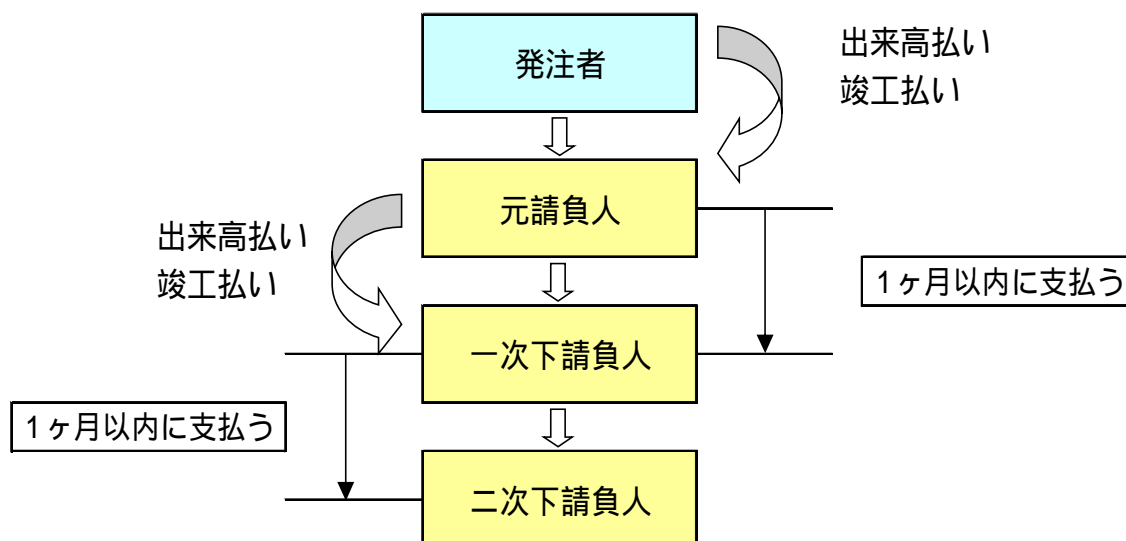 発注者
出来高払い
竣工払い
元請負人
出来高払い
竣工払い
1ヶ月以内に支払う
一次下請負人
1ヶ月以内に支払う
二次下請負人